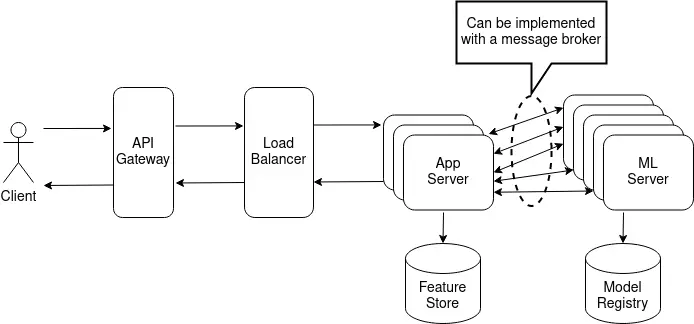 Can be implemented
with a message broker
Client
API
Gateway
Load
Balancer
App
Server
ML
Server
Feature
Store
Model
Registry